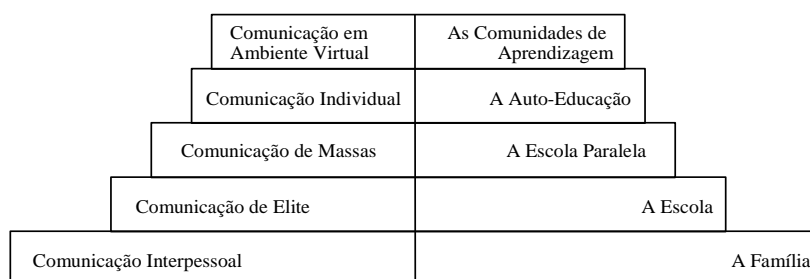 Comunicação em
Ambiente Virtual
As Comunidades de
Aprendizagem
Comunicação Individual
A Auto-Educação
Comunicação de Massas
A Escola Paralela
Comunicação de Elite
A Escola
Comunicação Interpessoal
A Família